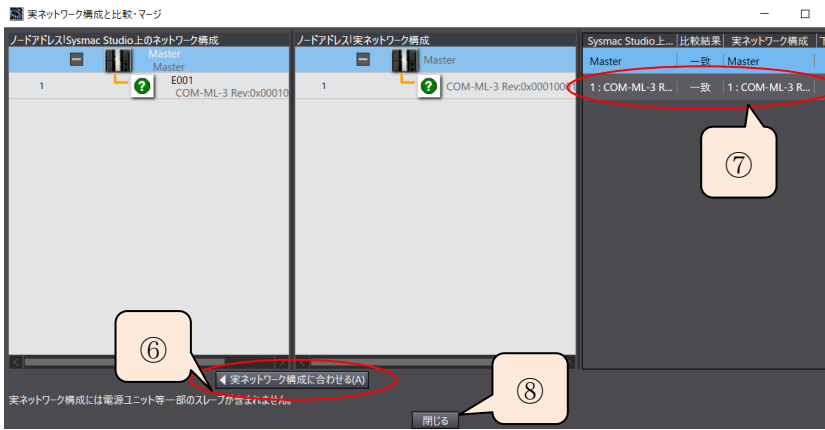 実ネットワーク構成と比較・マージ
ノードアドレス|Sysmac Studio上のネットワーク構成
Master
Master
1
E001
COM-ML-3 Rev:0x00010
ノードアドレス|実ネットワーク構成
Master
1
COM-ML-3 Rev:0x00010001
Sysmac Studio上... 比較結果 実ネットワーク構成
Master 一致 Master
1 : COM-ML-3 R... 一致 1 : COM-ML-3 R...
⑦
⑥
実ネットワーク構成に合わせる(A)
⑧
実ネットワーク構成には電源ユニット等一部のスレーブが含まれません。
閉じる